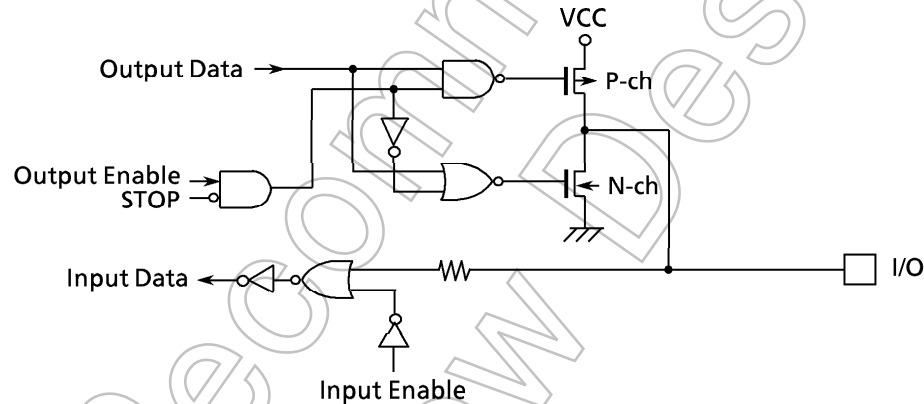 VCC
Output Data
P-ch
Output Enable
STOP
N-ch
Input Data
I/O
Input Enable